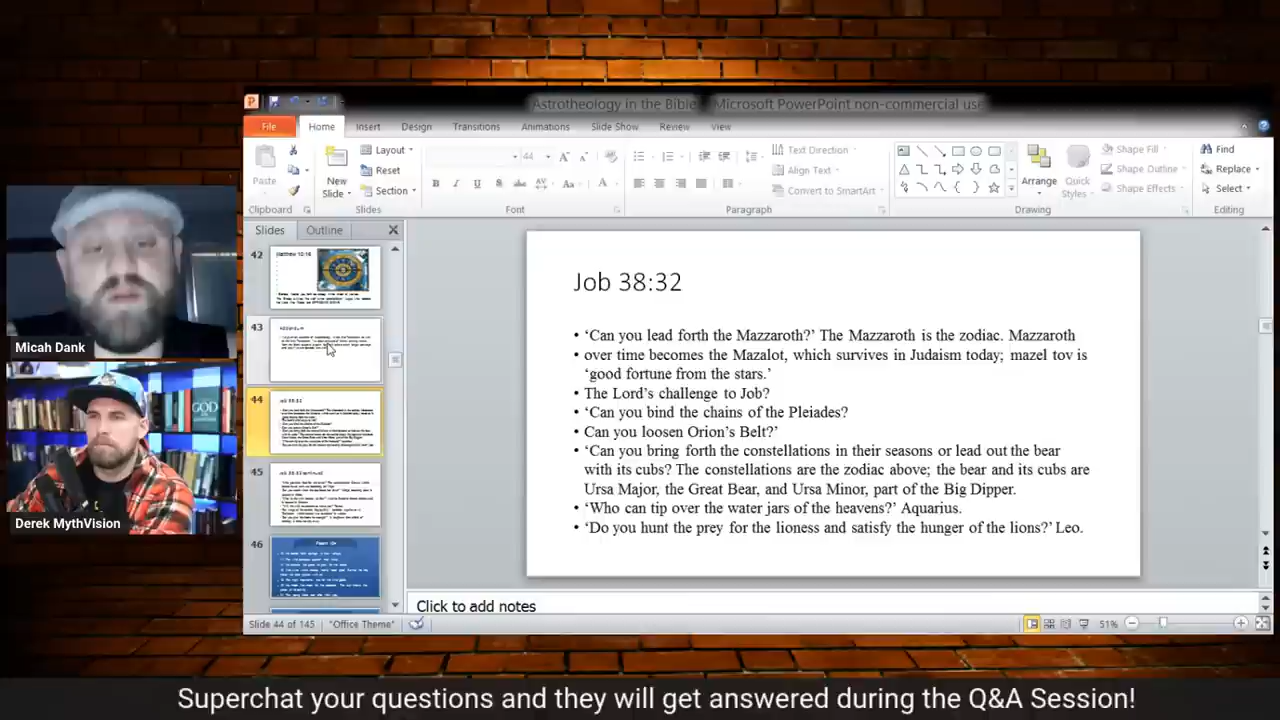 Astrotheology in the Bible - Microsoft PowerPoint non-commercial use
File Home Insert Design Transitions Animations Slide Show Review View
Paste
New
Slide
Layout
Reset
Section
44
Text Direction
Align Text
Convert to SmartArt
Arrange
Quick
Styles
Shape Fill
Shape Outline
Shape Effects
Find
Replace
Select
Clipboard Slides Font Paragraph Drawing Editing
Slides Outline
42
Matthew 10:16
43
44
Job 38:32
45
46
Job 38:32
• ‘Can you lead forth the Mazzaroth?’ The Mazzaroth is the zodiac. Mazzaroth
• over time becomes the Mazalot, which survives in Judaism today; mazel tov is
‘good fortune from the stars.’
• The Lord’s challenge to Job?
• ‘Can you bind the chains of the Pleiades?
• Can you loosen Orion’s Belt?’
• ‘Can you bring forth the constellations in their seasons or lead out the bear
with its cubs? The constellations are the zodiac above; the bear and its cubs are
Ursa Major, the Great Bear, and Ursa Minor, part of the Big Dipper.
• ‘Who can tip over the water jars of the heavens?’ Aquarius.
• ‘Do you hunt the prey for the lioness and satisfy the hunger of the lions?’ Leo.
Click to add notes
Slide 44 of 145 "Office Theme" 51%
Micah Dank
GOD
Derek MythVision
Superchat your questions and they will get answered during the Q&A Session!